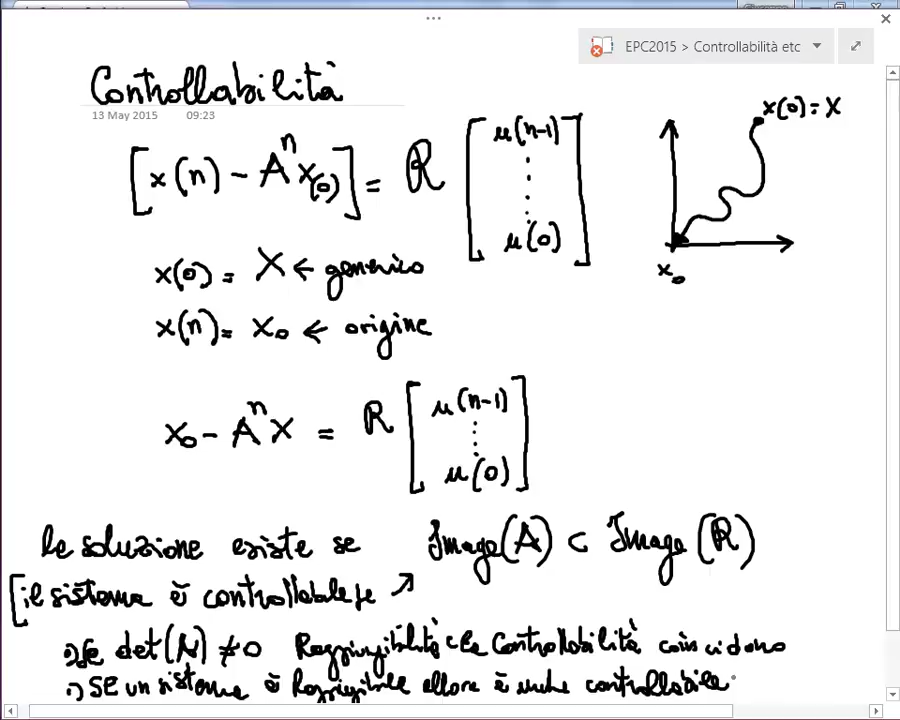 EPC2015 > Controllabilità etc
Controllabilità
13 May 2015 09:23
x(0) = X
[x(n) - A^n x(0)] = R [u(n-1) ⋮ u(0)]
x(0) = X ← generico
x(n) = x₀ ← origine
x₀
x₀ - A^n X = R [u(n-1) ⋮ u(0)]
la soluzione esiste se Image(A) ⊂ Image(R)
[il sistema è controllabile se ↗
Se det(A) ≠ 0 Raggiungibilità e la Controllabilità coincidono
Se un sistema è Raggiungibile allora è anche controllabile